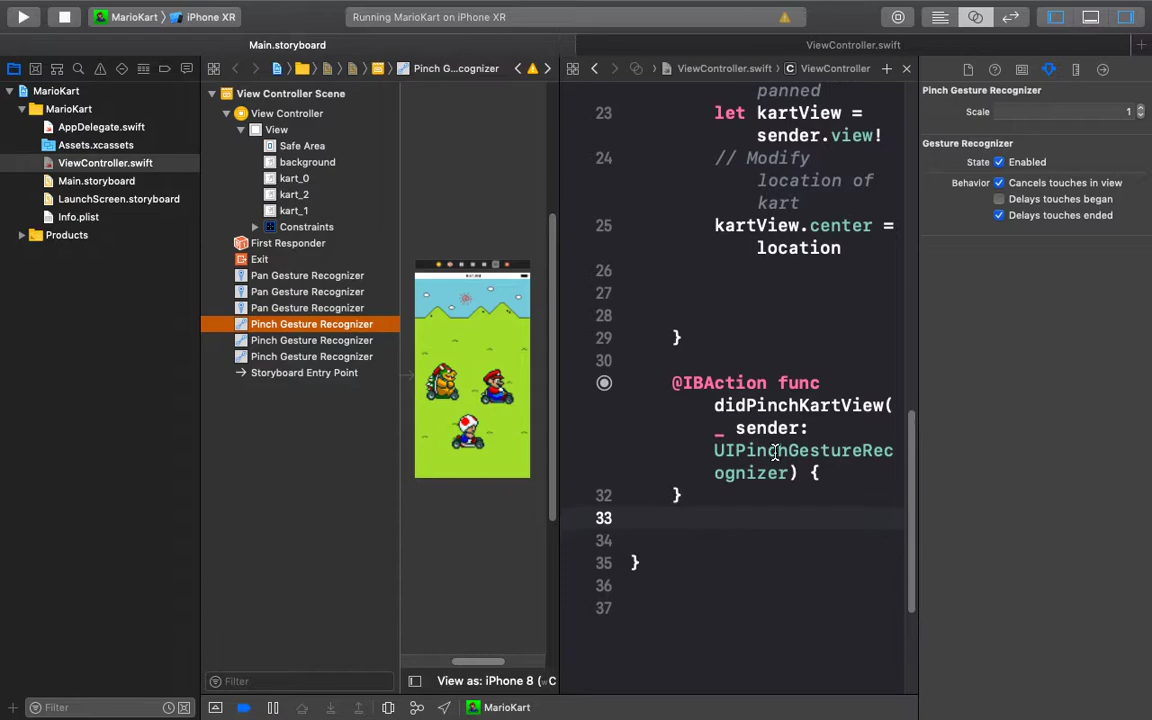 MarioKart
iPhone XR
Running MarioKart on iPhone XR
Main.storyboard
ViewController.swift
Pinch G...cognizer
ViewController.swift
C
ViewController
MarioKart
MarioKart
AppDelegate.swift
Assets.xcassets
ViewController.swift
Main.storyboard
LaunchScreen.storyboard
Info.plist
Products
View Controller Scene
View Controller
View
Safe Area
background
kart_0
kart_2
kart_1
Constraints
First Responder
Exit
Pan Gesture Recognizer
Pan Gesture Recognizer
Pan Gesture Recognizer
Pinch Gesture Recognizer
Pinch Gesture Recognizer
Pinch Gesture Recognizer
Storyboard Entry Point
panned
23 let kartView =
sender.view!
24 // Modify
location of
kart
25 kartView.center =
location
26
27
28
29 }
30
@IBAction func
didPinchKartView(
_ sender:
UIPinchGestureRec
ognizer) {
32 }
33
34
35 }
36
37
Pinch Gesture Recognizer
Scale 1
Gesture Recognizer
State Enabled
Behavior Cancels touches in view
Delays touches began
Delays touches ended
Filter
Filter
View as: iPhone 8 (wC
MarioKart